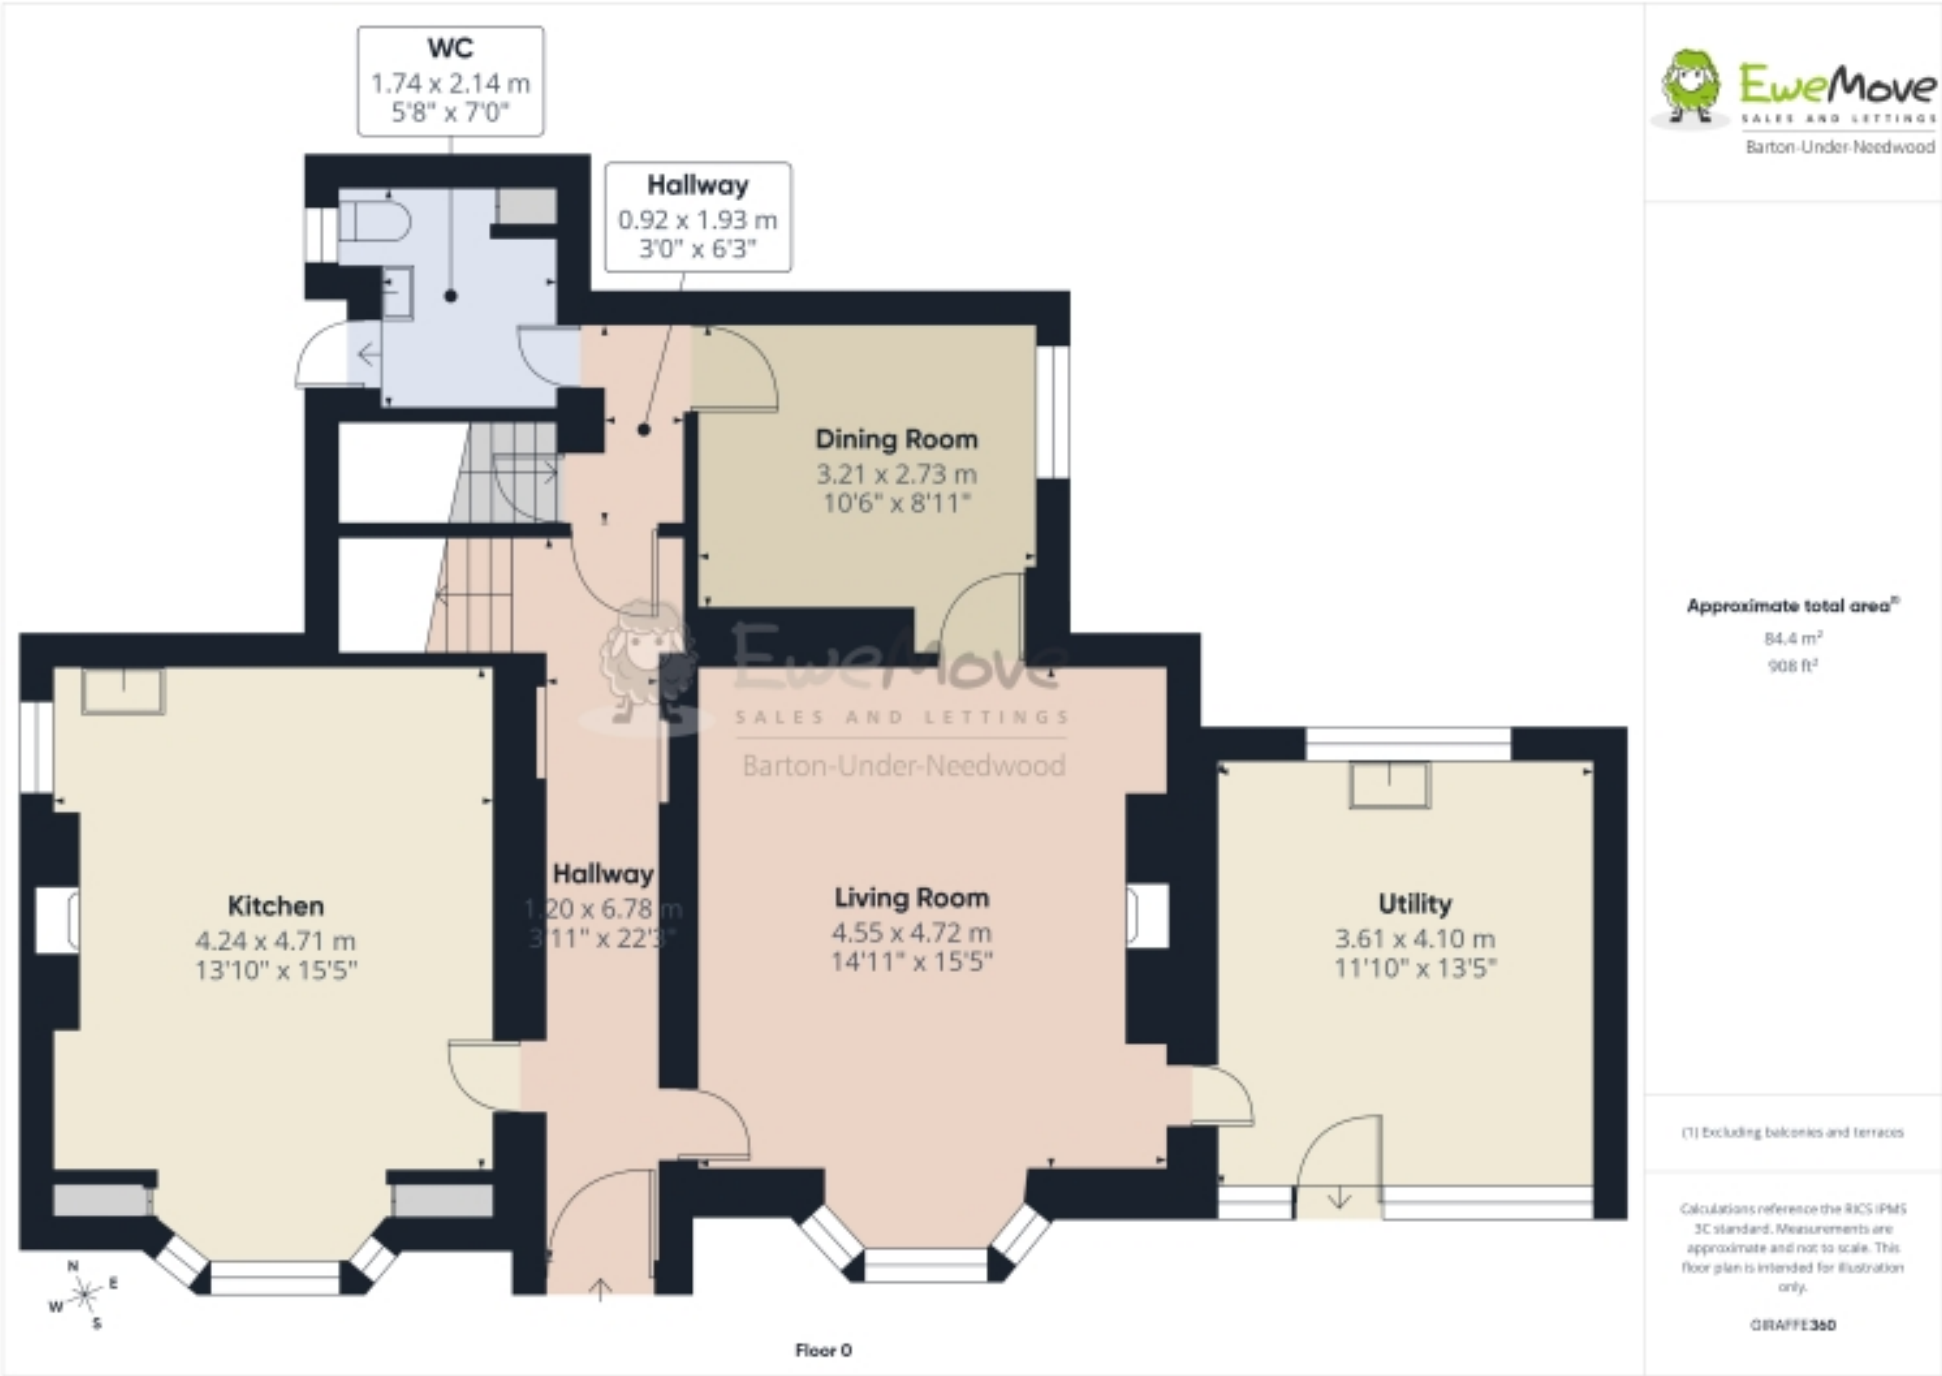 WC
1.74 x 2.14 m
5'8" x 7'0"
Hallway
0.92 x 1.93 m
3'0" x 6'3"
Dining Room
3.21 x 2.73 m
10'6" x 8'11"
EweMove
SALES AND LETTINGS
Barton-Under-Needwood
Kitchen
4.24 x 4.71 m
13'10" x 15'5"
Hallway
1.20 x 6.78 m
3'11" x 22'3"
Living Room
4.55 x 4.72 m
14'11" x 15'5"
Utility
3.61 x 4.10 m
11'10" x 13'5"
N
E
W
S
Floor 0
EweMove
SALES AND LETTINGS
Barton-Under-Needwood
Approximate total area⁽¹⁾
84.4 m²
908 ft²
(1) Excluding balconies and terraces
Calculations reference the RICS IPMS
3C standard. Measurements are
approximate and not to scale. This
floor plan is intended for illustration
only.
GIRAFFE360